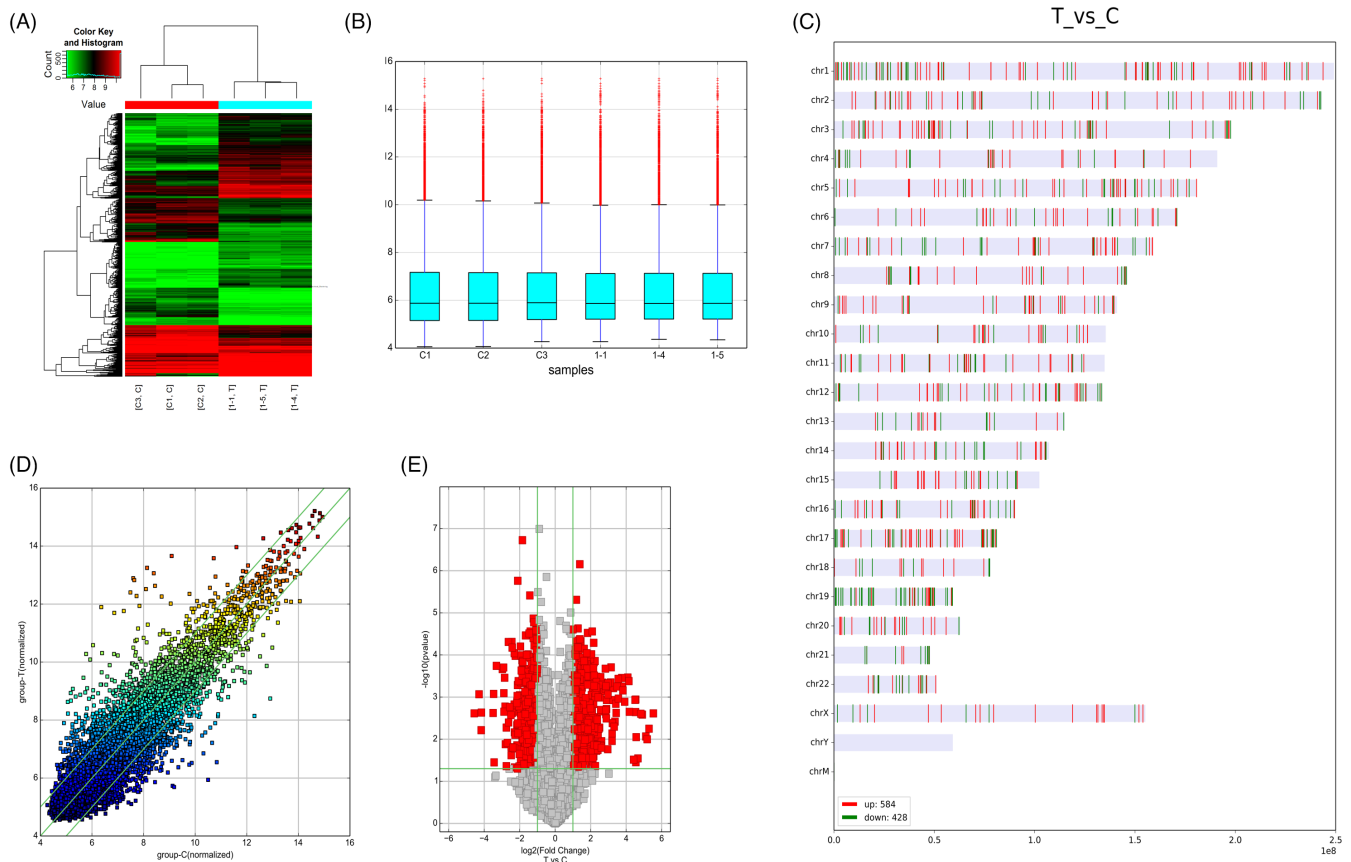 (A)
Color Key
and Histogram
Count
0 500
6 7 8 9
Value
[C3, C]
[C1, C]
[C2, C]
[1-1, T]
[1-5, T]
[1-4, T]
(B)
16
14
12
10
8
6
4
C1 C2 C3 1-1 1-4 1-5
samples
(C)
T_vs_C
chr1
chr2
chr3
chr4
chr5
chr6
chr7
chr8
chr9
chr10
chr11
chr12
chr13
chr14
chr15
chr16
chr17
chr18
chr19
chr20
chr21
chr22
chrX
chrY
chrM
up: 584
down: 428
0.0 0.5 1.0 1.5 2.0 2.5
1e8
(D)
16
14
12
10
8
6
4
group-T(normalized)
4 6 8 10 12 14 16
group-C(normalized)
(E)
7
6
5
4
3
2
1
0
-log10(pvalue)
−6 −4 −2 0 2 4 6
log2(Fold Change)
T vs C